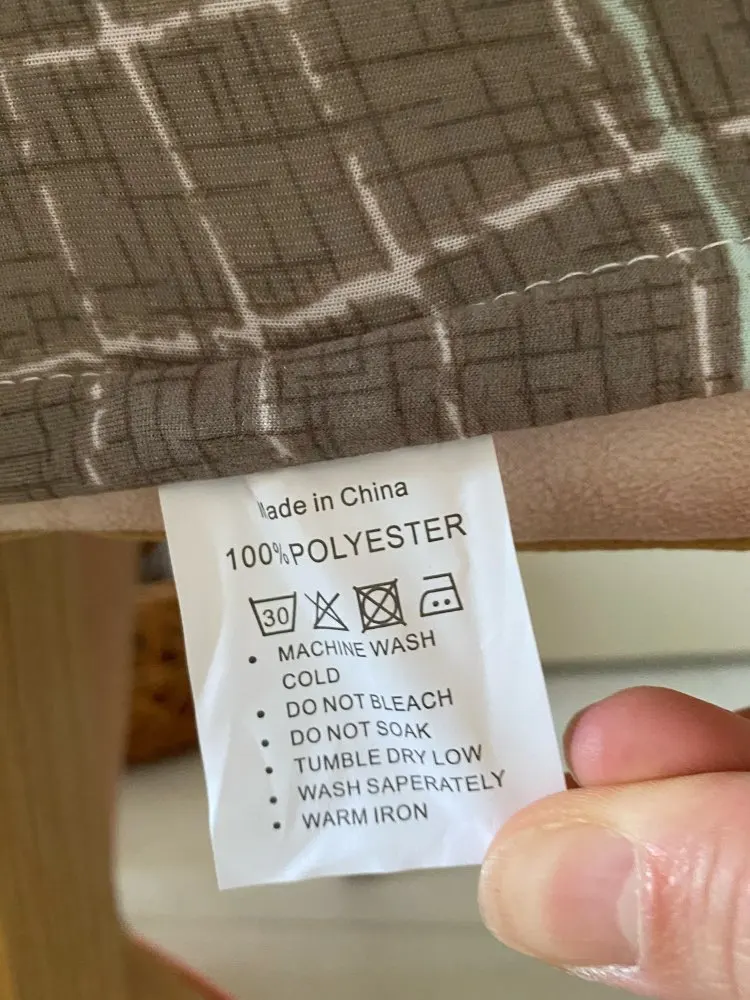 Made in China
100%POLYESTER
30
• MACHINE WASH
COLD
• DO NOT BLEACH
• DO NOT SOAK
• TUMBLE DRY LOW
• WASH SAPERATELY
• WARM IRON